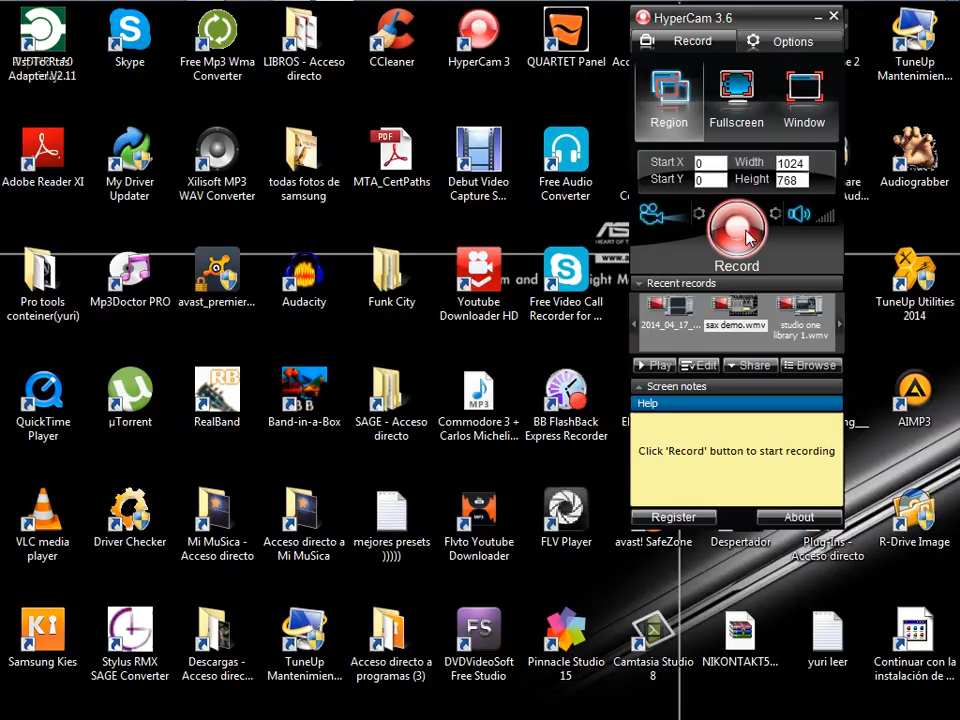 Adapter V2.11
Skype
Free Mp3 Wma
Converter
LIBROS - Acceso
directo
CCleaner
HyperCam 3
QUARTET Panel
TuneUp
Mantenimien...
Adobe Reader XI
My Driver
Updater
Xilisoft MP3
WAV Converter
todas fotos de
samsung
PDF
MTA_CertPaths
Debut Video
Capture S...
Free Audio
Converter
Audiograbber
Pro tools
conteiner(yuri)
Mp3Doctor PRO
avast_premier...
Audacity
Funk City
Youtube
Downloader HD
Free Video Call
Recorder for ...
TuneUp Utilities
2014
QuickTime
Player
µTorrent
RB
RealBand
Band-in-a-Box
SAGE - Acceso
directo
MP3
Commodore 3 +
Carlos Micheli...
BB FlashBack
Express Recorder
AIMP3
VLC media
player
Driver Checker
Mi MuSica -
Acceso directo
Acceso directo a
Mi MuSica
mejores presets
)))))
Flvto Youtube
Downloader
FLV Player
avast! SafeZone
Despertador
Plug-Ins -
Acceso directo
R-Drive Image
Ki
Samsung Kies
Stylus RMX
SAGE Converter
Descargas -
Acceso direc...
TuneUp
Mantenimien...
Acceso directo a
programas (3)
FS
DVDVideoSoft
Free Studio
Pinnacle Studio
15
Camtasia Studio
8
NIKONTAKT5...
yuri leer
Continuar con la
instalación de ...
HyperCam 3.6
Record
Options
Region
Fullscreen
Window
Start X
0
Width
1024
Start Y
0
Height
768
Record
Recent records
2014_04_17_...
sax demo.wmv
studio one
library 1.wmv
Play
Edit
Share
Browse
Screen notes
Help
Click 'Record' button to start recording
Register
About